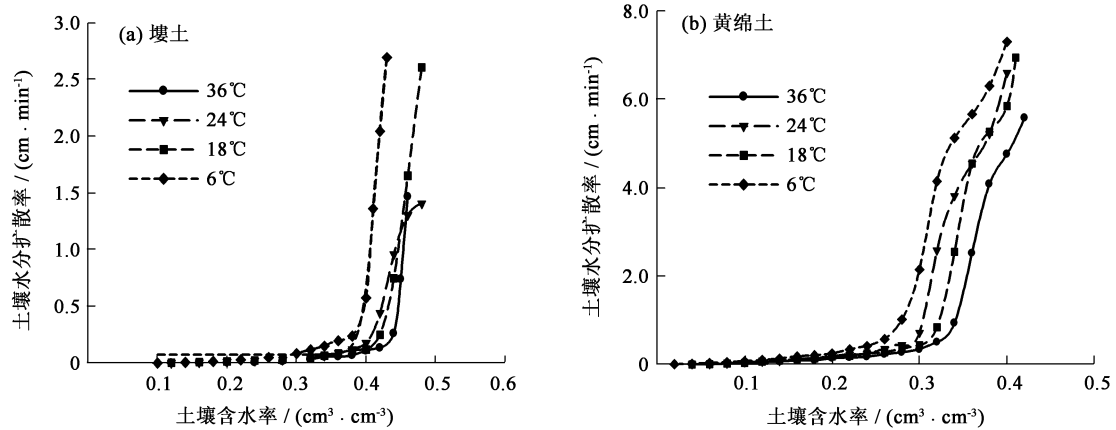 (a) 塿土
土壤水分扩散率 / (cm · min⁻¹)
3.0
2.5
2.0
1.5
1.0
0.5
0
36℃
24℃
18℃
6℃
0.1 0.2 0.3 0.4 0.5 0.6
土壤含水率 / (cm³ · cm⁻³)
(b) 黄绵土
土壤水分扩散率 / (cm · min⁻¹)
8.0
6.0
4.0
2.0
0
36℃
24℃
18℃
6℃
0.1 0.2 0.3 0.4 0.5
土壤含水率 / (cm³ · cm⁻³)